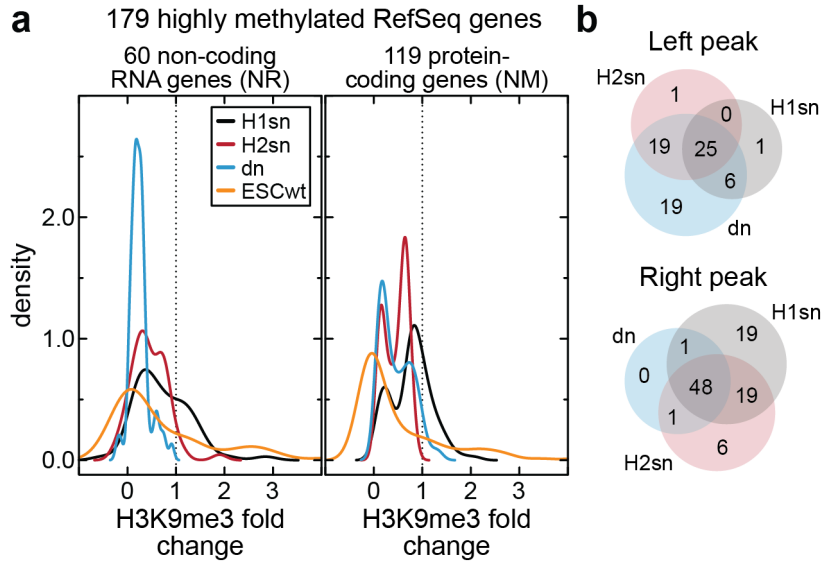 a
179 highly methylated RefSeq genes
60 non-coding
RNA genes (NR)
119 protein-
coding genes (NM)
H1sn
H2sn
dn
ESCwt
density
2.0
1.0
0.0
0 1 2 3
0 1 2 3
H3K9me3 fold
change
H3K9me3 fold
change
b
Left peak
H2sn
H1sn
1
0
19
25
1
6
19
dn
Right peak
H1sn
dn
1
19
0
48
19
1
6
H2sn